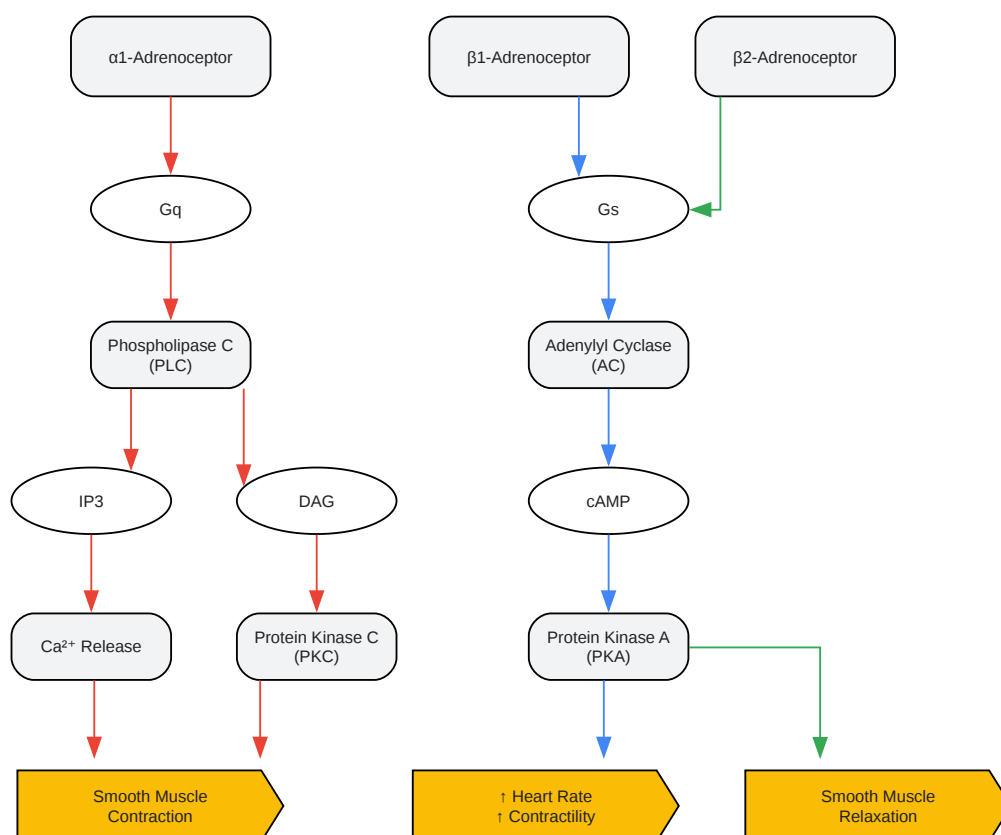 α1-Adrenoceptor
β1-Adrenoceptor
β2-Adrenoceptor
Gq
Gs
Phospholipase C
(PLC)
Adenylyl Cyclase
(AC)
IP3
DAG
cAMP
Ca²⁺ Release
Protein Kinase C
(PKC)
Protein Kinase A
(PKA)
Smooth Muscle
Contraction
↑ Heart Rate
↑ Contractility
Smooth Muscle
Relaxation